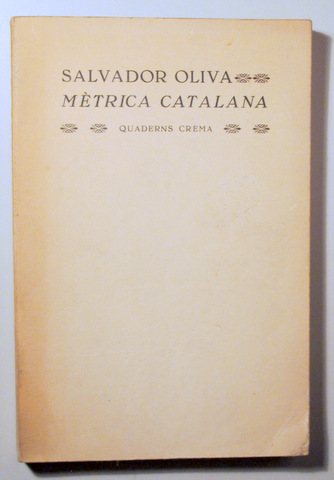 SALVADOR OLIVA
MÈTRICA CATALANA
QUADERNS CREMA